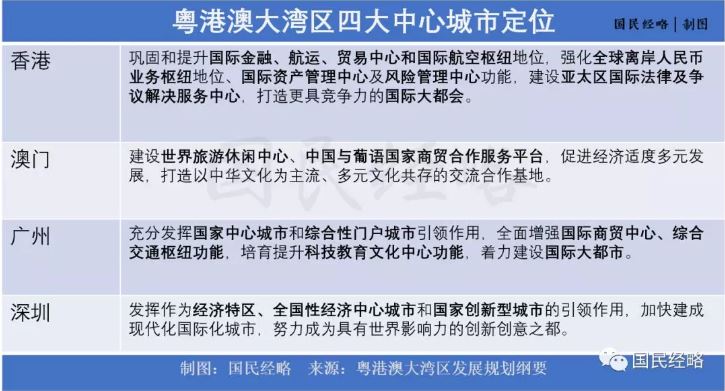 粤港澳大湾区四大中心城市定位
国民经略 | 制图
香港
巩固和提升国际金融、航运、贸易中心和国际航空枢纽地位，强化全球离岸人民币
业务枢纽地位、国际资产管理中心及风险管理中心功能，建设亚太区国际法律及争
议解决服务中心，打造更具竞争力的国际大都会。
澳门
建设世界旅游休闲中心、中国与葡语国家商贸合作服务平台，促进经济适度多元发
展，打造以中华文化为主流、多元文化共存的交流合作基地。
广州
充分发挥国家中心城市和综合性门户城市引领作用，全面增强国际商贸中心、综合
交通枢纽功能，培育提升科技教育文化中心功能，着力建设国际大都市。
深圳
发挥作为经济特区、全国性经济中心城市和国家创新型城市的引领作用，加快建成
现代化国际化城市，努力成为具有世界影响力的创新创意之都。
国民经略
制图：国民经略 来源：粤港澳大湾区发展规划纲要
国民经略